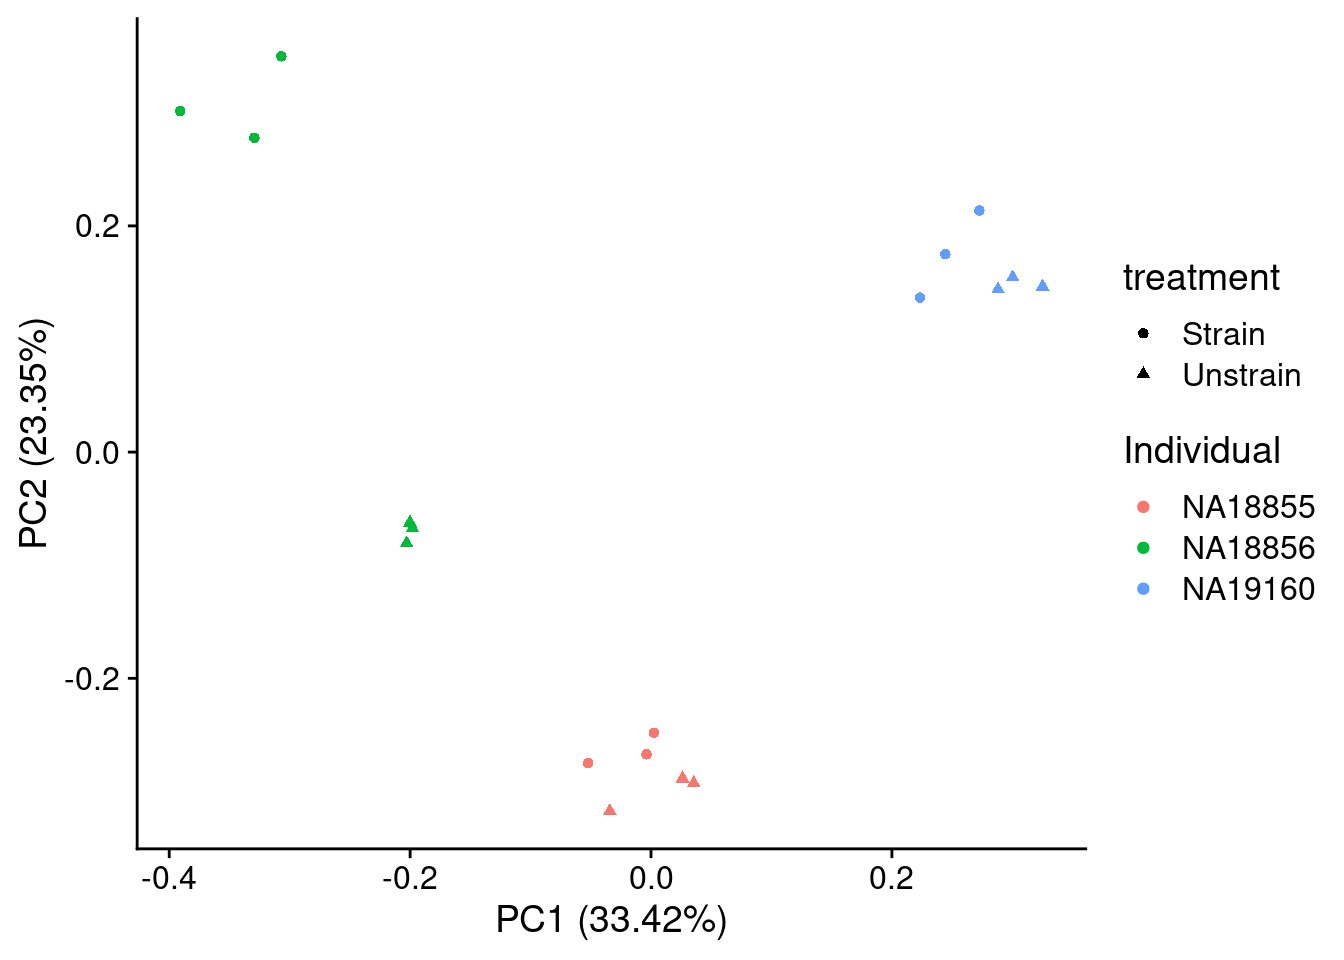 PC2 (23.35%)
0.2
0.0
-0.2
-0.4
-0.2
0.0
0.2
PC1 (33.42%)
treatment
Strain
Unstrain
Individual
NA18855
NA18856
NA19160